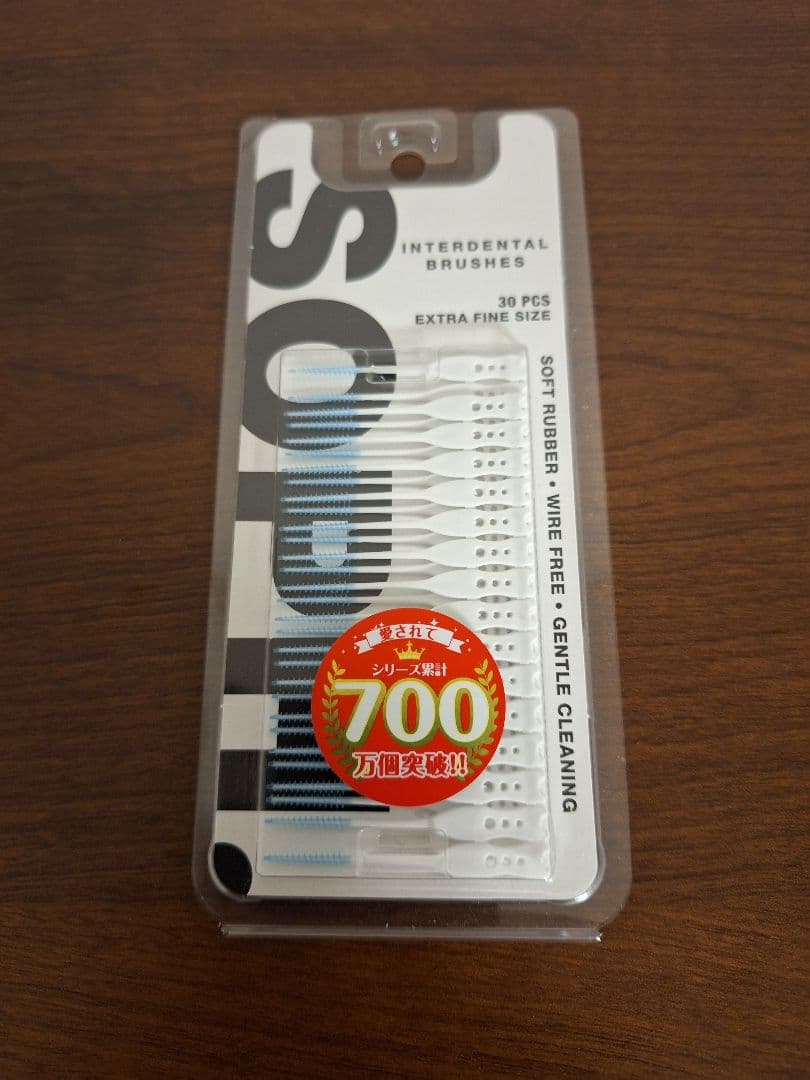 INTERDENTAL
BRUSHES
30 PCS
EXTRA FINE SIZE
SOFT RUBBER • WIRE FREE • GENTLE CLEANING
愛されて
シリーズ累計
700
万個突破!!